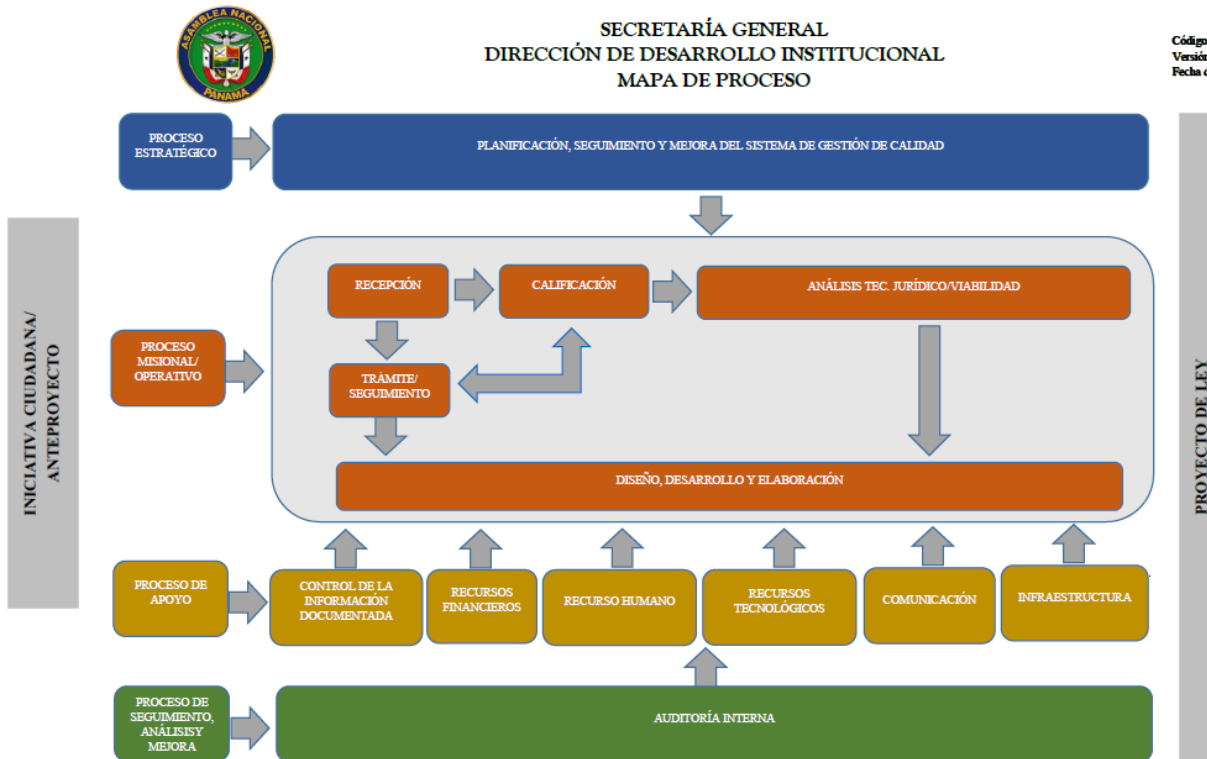 ASAMBLEA NACIONAL
PANAMA
SECRETARÍA GENERAL
DIRECCIÓN DE DESARROLLO INSTITUCIONAL
MAPA DE PROCESO
Código
Versión
Fecha
PROCESO
ESTRATÉGICO
PLANIFICACIÓN, SEGUIMIENTO Y MEJORA DEL SISTEMA DE GESTIÓN DE CALIDAD
INICIATIVA CIUDADANA/
ANTEPROYECTO
PROCESO
MISIONAL/
OPERATIVO
RECEPCIÓN
CALIFICACIÓN
ANÁLISIS TEC. JURÍDICO/VIABILIDAD
TRÀMITE/
SEGUIMIENTO
DISEÑO, DESARROLLO Y ELABORACIÓN
PROYECTO DE LEY
PROCESO DE
APOYO
CONTROL DE LA
INFORMACIÓN
DOCUMENTADA
RECURSOS
FINANCIEROS
RECURSO HUMANO
RECURSOS
TECNOLÓGICOS
COMUNICACIÓN
INFRAESTRUCTURA
PROCESO DE
SEGUIMIENTO,
ANÁLISISY
MEJORA
AUDITORÍA INTERNA